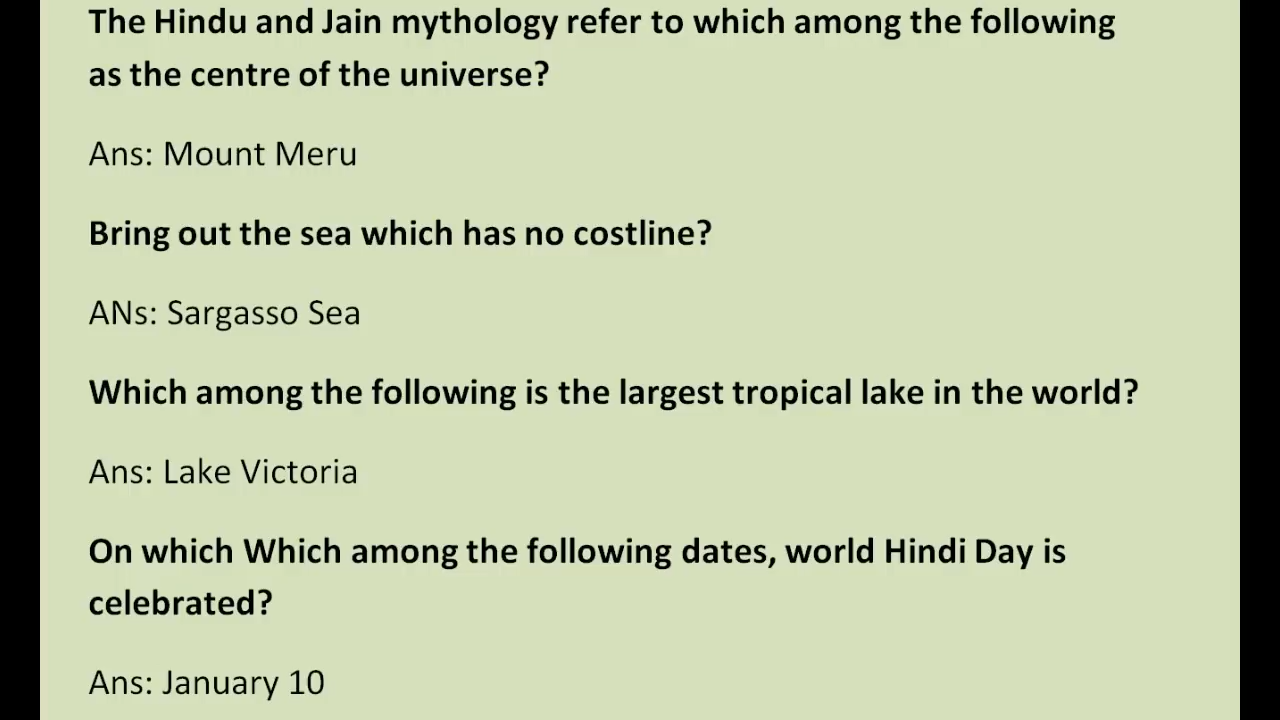 The Hindu and Jain mythology refer to which among the following
as the centre of the universe?
Ans: Mount Meru
Bring out the sea which has no costline?
ANs: Sargasso Sea
Which among the following is the largest tropical lake in the world?
Ans: Lake Victoria
On which Which among the following dates, world Hindi Day is
celebrated?
Ans: January 10